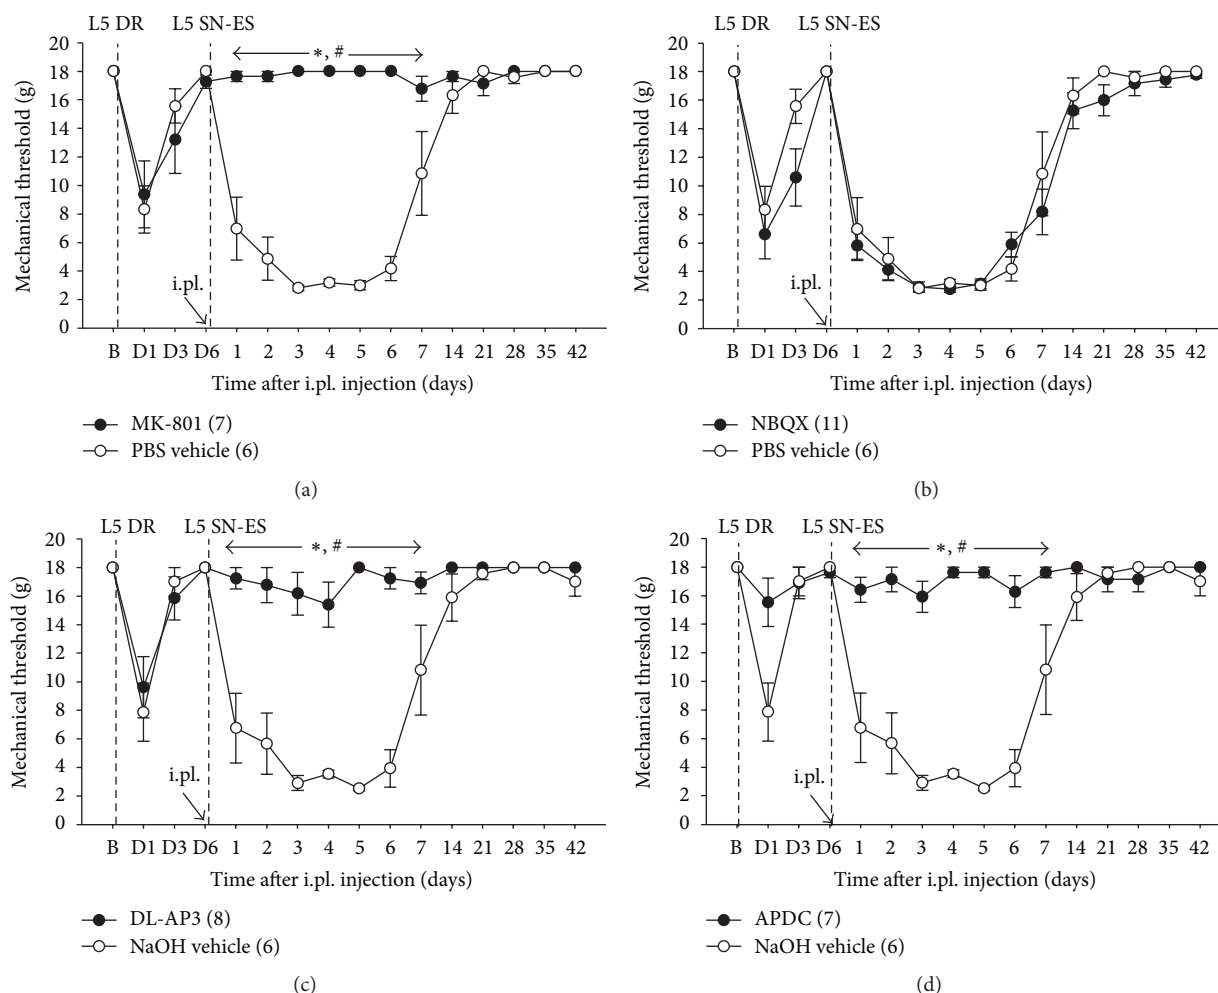 L5 DR L5 SN-ES
*, #
Mechanical threshold (g)
20
18
16
14
12
10
8
6
4
2
0
i.pl.
B D1 D3 D6 1 2 3 4 5 6 7 14 21 28 35 42
Time after i.pl. injection (days)
MK-801 (7)
PBS vehicle (6)
(a)
L5 DR L5 SN-ES
Mechanical threshold (g)
20
18
16
14
12
10
8
6
4
2
0
i.pl.
B D1 D3 D6 1 2 3 4 5 6 7 14 21 28 35 42
Time after i.pl. injection (days)
NBQX (11)
PBS vehicle (6)
(b)
L5 DR L5 SN-ES
*, #
Mechanical threshold (g)
20
18
16
14
12
10
8
6
4
2
0
i.pl.
B D1 D3 D6 1 2 3 4 5 6 7 14 21 28 35 42
Time after i.pl. injection (days)
DL-AP3 (8)
NaOH vehicle (6)
(c)
L5 DR L5 SN-ES
*, #
Mechanical threshold (g)
20
18
16
14
12
10
8
6
4
2
0
i.pl.
B D1 D3 D6 1 2 3 4 5 6 7 14 21 28 35 42
Time after i.pl. injection (days)
APDC (7)
NaOH vehicle (6)
(d)